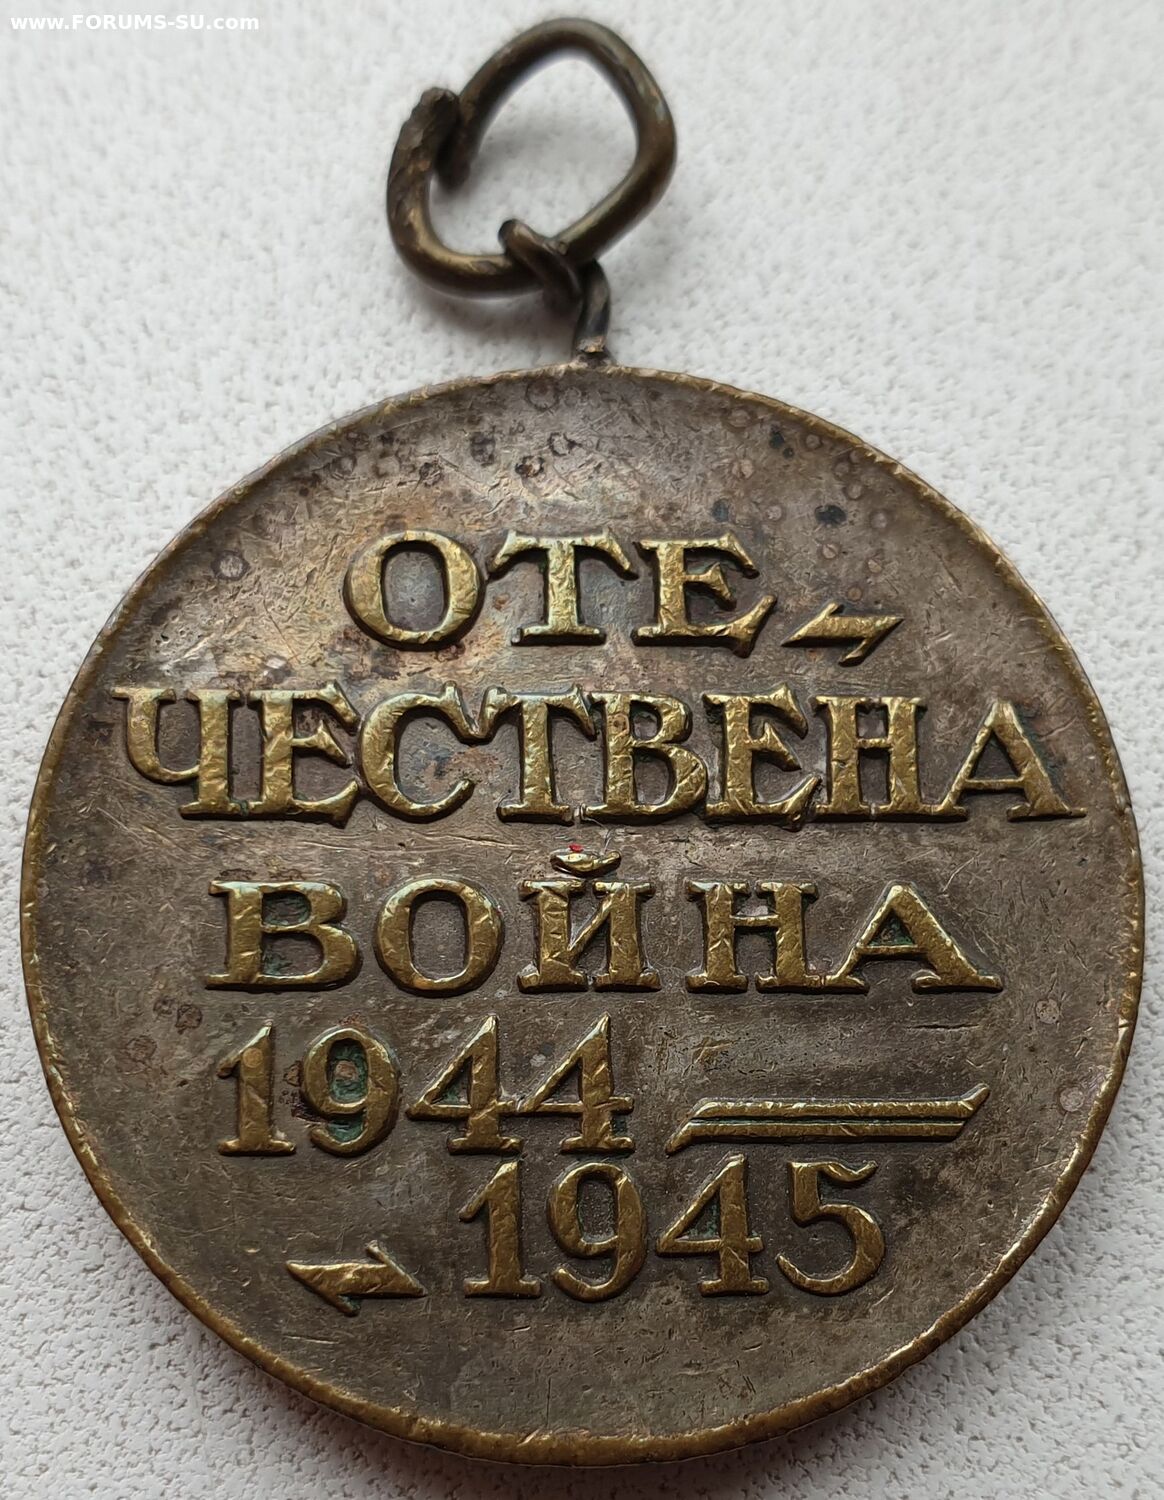 www.FORUMS-SU.com
ОТЕ-
ЧЕСТВЕНА
ВОЙНА
1944 —
- 1945